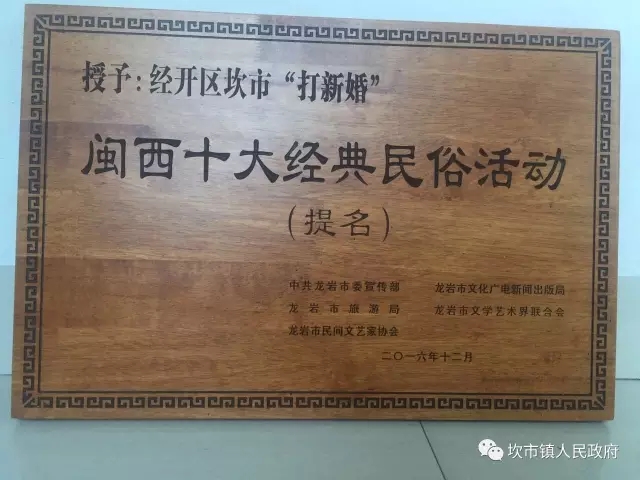 授予：经开区坎市“打新婚”
闽西十大经典民俗活动
（提名）
中共龙岩市委宣传部 龙岩市文化广电新闻出版局
龙岩市旅游局 龙岩市文学艺术界联合会
龙岩市民间文艺家协会
二〇一六年十二月
坎市镇人民政府